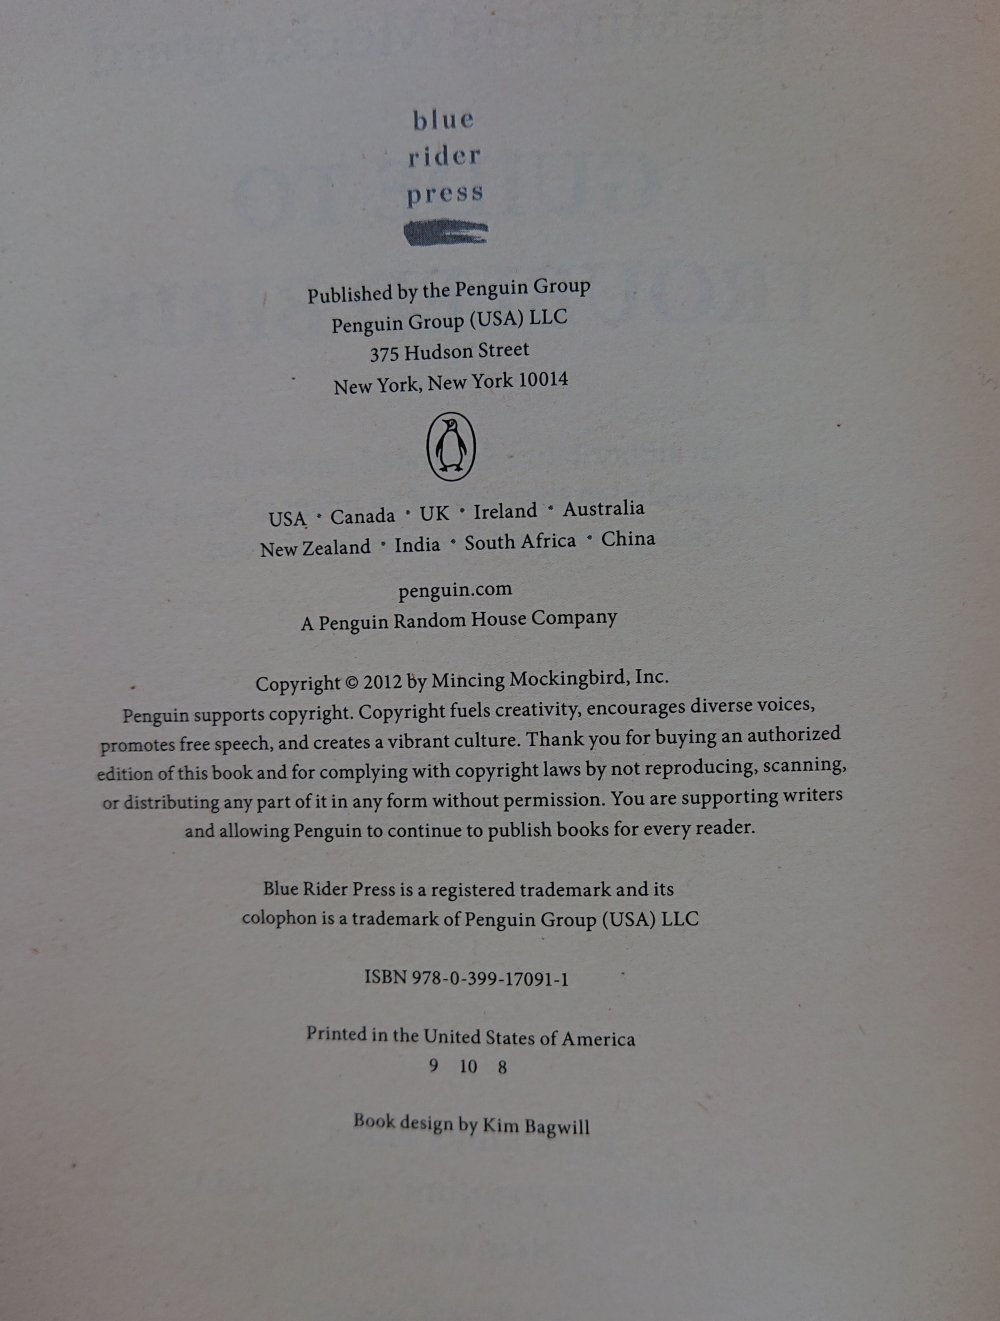 blue
rider
press
Published by the Penguin Group
Penguin Group (USA) LLC
375 Hudson Street
New York, New York 10014
USA • Canada • UK • Ireland • Australia
New Zealand • India • South Africa • China
penguin.com
A Penguin Random House Company
Copyright © 2012 by Mincing Mockingbird, Inc.
Penguin supports copyright. Copyright fuels creativity, encourages diverse voices,
promotes free speech, and creates a vibrant culture. Thank you for buying an authorized
edition of this book and for complying with copyright laws by not reproducing, scanning,
or distributing any part of it in any form without permission. You are supporting writers
and allowing Penguin to continue to publish books for every reader.
Blue Rider Press is a registered trademark and its
colophon is a trademark of Penguin Group (USA) LLC
ISBN 978-0-399-17091-1
Printed in the United States of America
9 10 8
Book design by Kim Bagwill